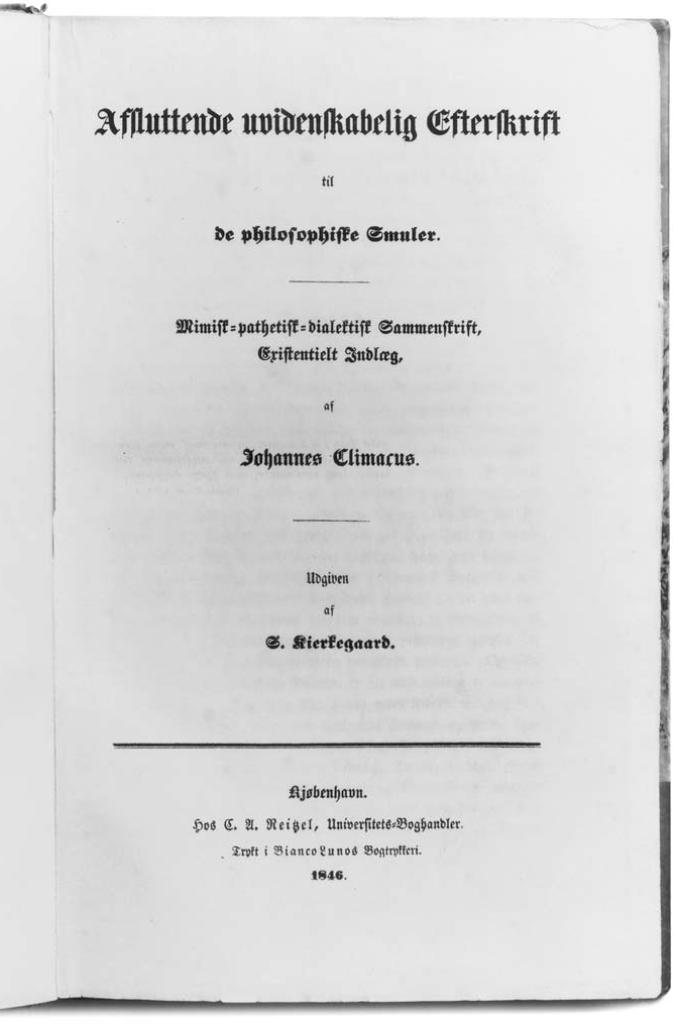 Afsluttende uvidenskabelig Efterskrift
til
de philosophiske Smuler.
Mimisk-pathetisk-dialektisk Sammenskrift,
Existentielt Indlæg,
af
Johannes Climacus.
Udgiven
af
S. Kierkegaard.
Kjøbenhavn.
Hos C. A. Reitzel, Universitets-Boghandler.
Trykt i Bianco Lunos Bogtrykkeri.
1846.